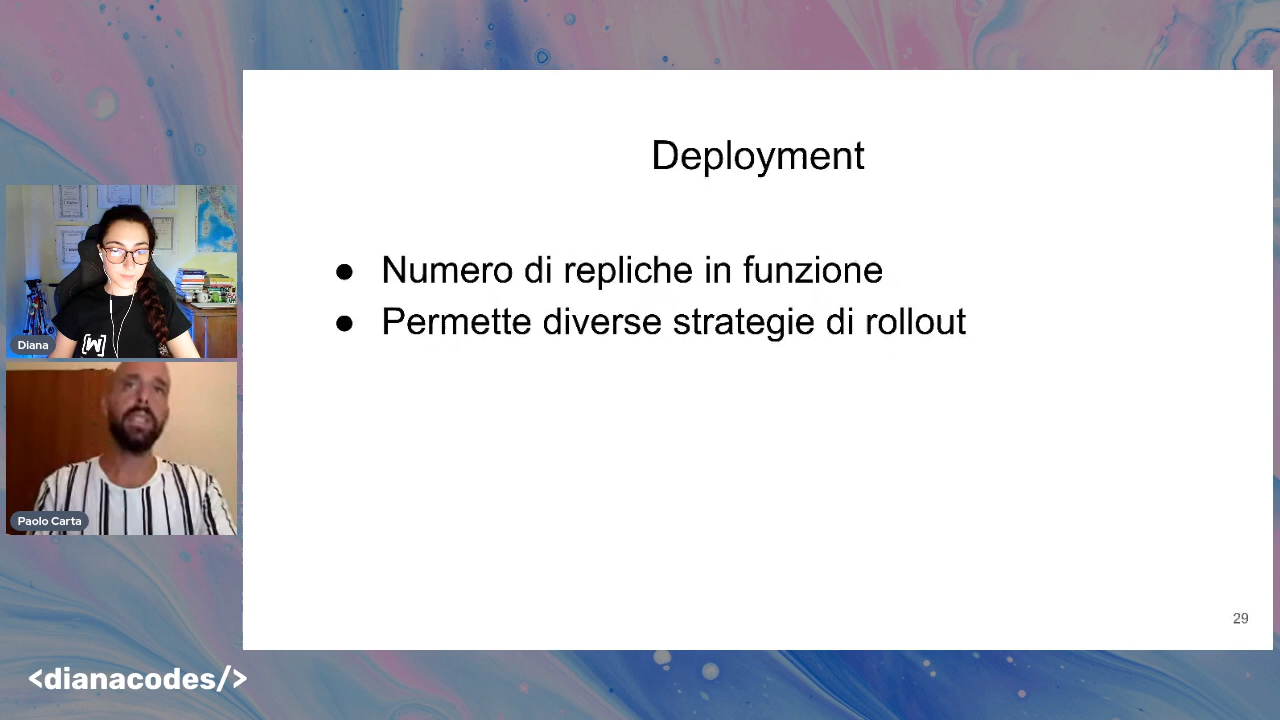 Deployment
● Numero di repliche in funzione
● Permette diverse strategie di rollout
29
Diana
[W]
Paolo Carta
<dianacodes/>